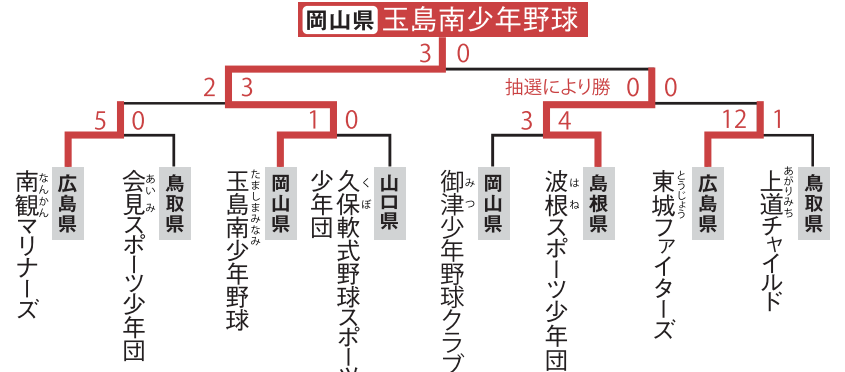 岡山県 玉島南少年野球
3 0
2 3
抽選により勝 0 0
5 0
1 0
3 4
12 1
広島県
南観マリナーズ
なんかん
鳥取県
会見スポーツ少年団
あいみ
岡山県
玉島南少年野球
たましまみなみ
山口県
久保軟式野球スポーツ
くぼ
少年団
岡山県
御津少年野球クラブ
みつ
島根県
波根スポーツ少年団
はね
広島県
東城ファイターズ
とうじょう
鳥取県
上道チャイルド
あがりみち